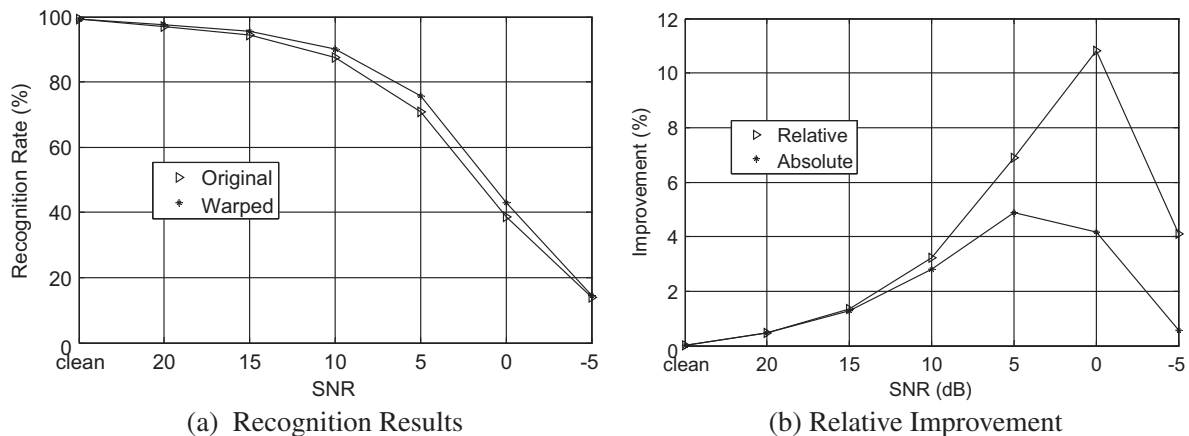 100
80
60
40
20
0
Recognition Rate (%)
Original
Warped
clean 20 15 10 5 0 -5
SNR
(a) Recognition Results
12
10
8
6
4
2
0
Improvement (%)
Relative
Absolute
clean 20 15 10 5 0 -5
SNR (dB)
(b) Relative Improvement